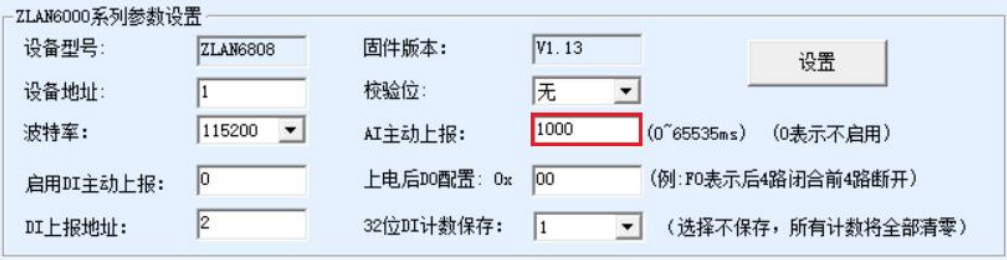 ZLAN6000系列参数设置
设备型号: ZLAN6808 固件版本: V1.13 设置
设备地址: 1 校验位: 无
波特率: 115200 AI主动上报: 1000 (0~65535ms) (0表示不启用)
启用DI主动上报: 0 上电后DO配置: 0x 00 (例:F0表示后4路闭合前4路断开)
DI上报地址: 2 32位DI计数保存: 1 (选择不保存，所有计数将全部清零)